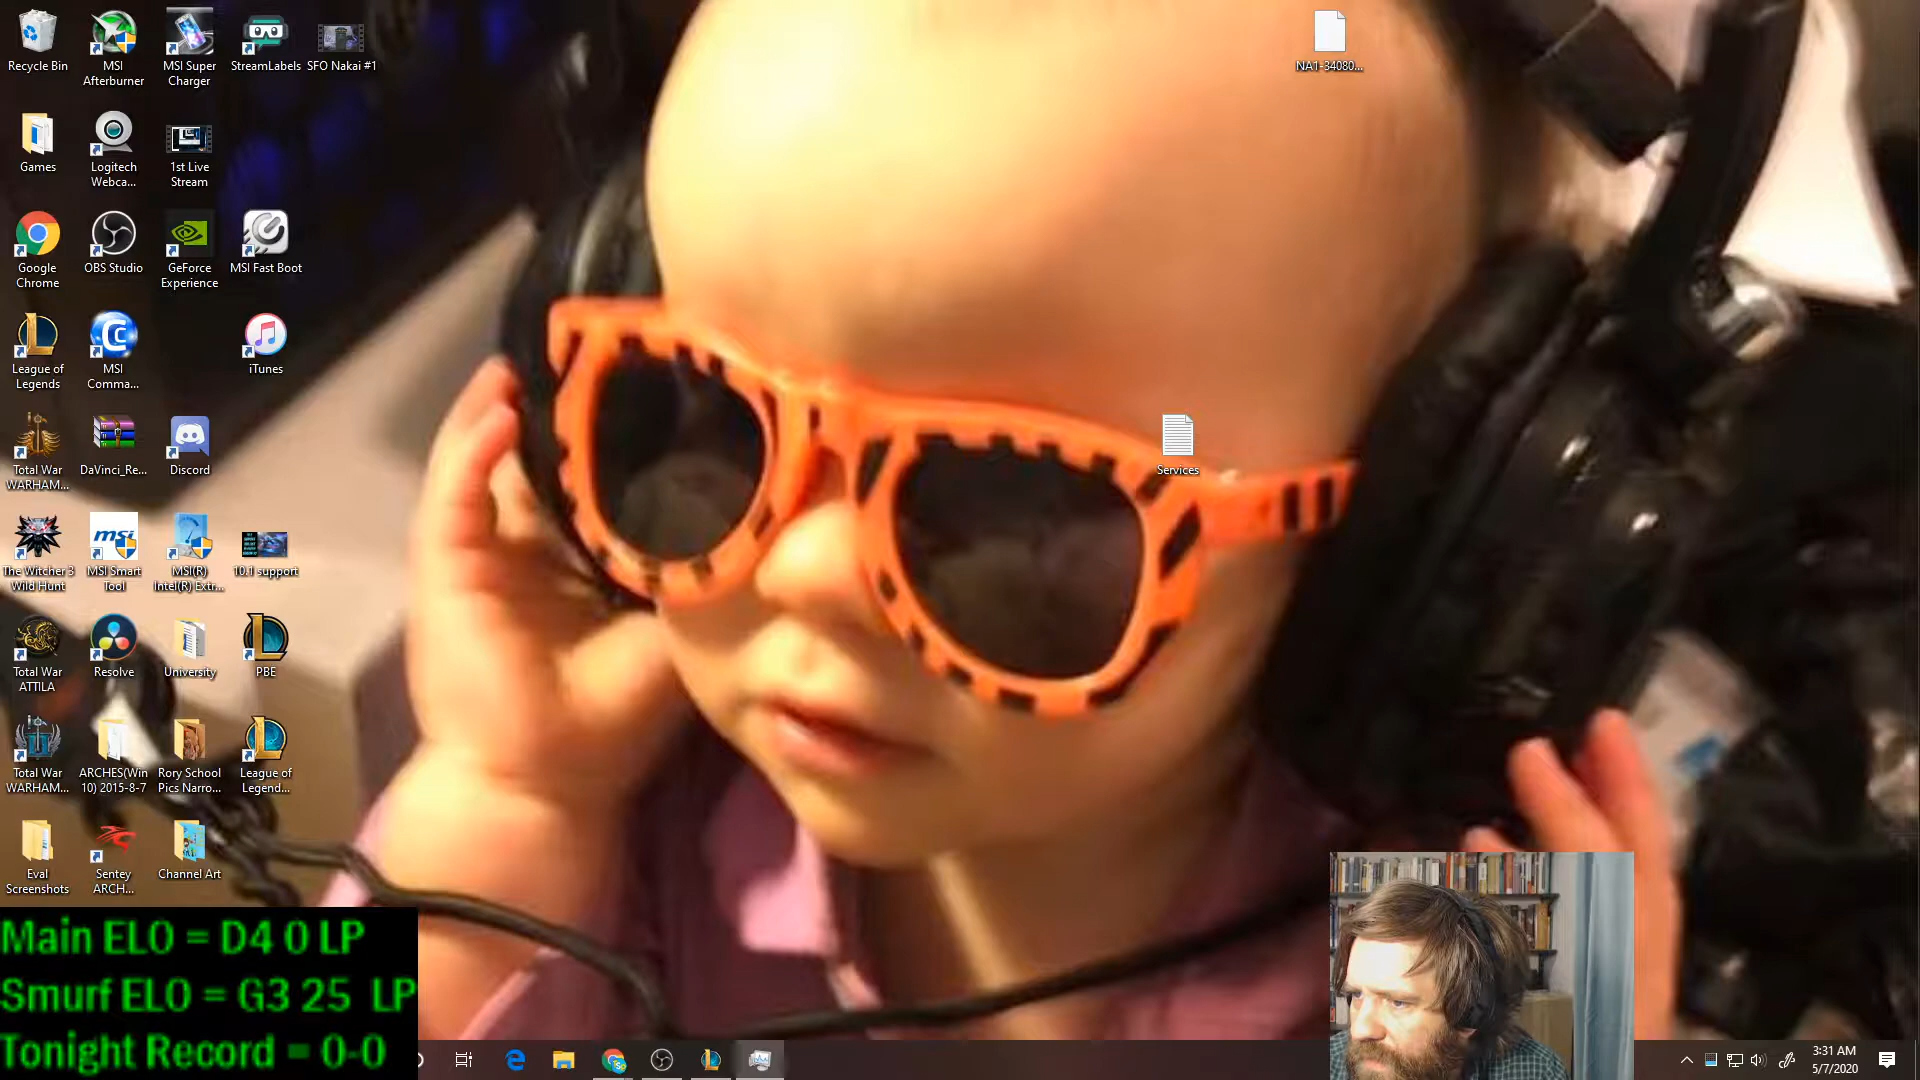 Recycle Bin
MSI Afterburner
MSI Super Charger
StreamLabels
SFO Nakai #1
NA1-34080...
Games
Logitech Webca...
1st Live Stream
Google Chrome
OBS Studio
GeForce Experience
MSI Fast Boot
League of Legends
MSI Comma...
iTunes
Total War WARHAM...
DaVinci_Re...
Discord
Services
The Witcher 3 Wild Hunt
msi
MSI Smart Tool
MSI(R) Intel(R) Extr...
10.1 support
Total War ATTILA
Resolve
University
PBE
Total War WARHAM...
ARCHES(Win 10) 2015-8-7
Rory School Pics Narro...
League of Legend...
Eval Screenshots
Sentey ARCH...
Channel Art
Main ELO = D4 0 LP
Smurf ELO = G3 25 LP
Tonight Record = 0-0
3:31 AM
5/7/2020